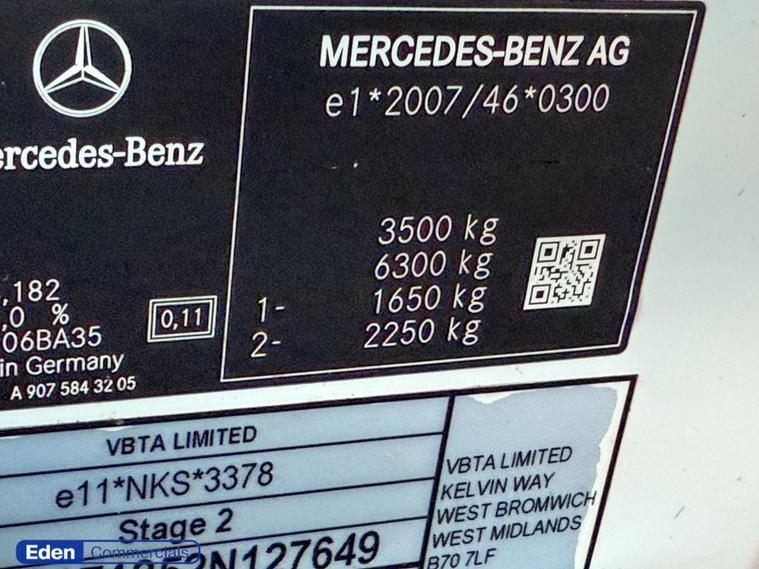 MERCEDES-BENZ AG
e1*2007/46*0300
ercedes-Benz
3500 kg
6300 kg
1- 1650 kg
2- 2250 kg
,182
,0 %
06BA35
0,11
in Germany
A 907 584 32 05
VBTA LIMITED
e11*NKS*3378
Stage 2
N127649
VBTA LIMITED
KELVIN WAY
WEST BROMWICH
WEST MIDLANDS
B70 7LF
Eden Commercials